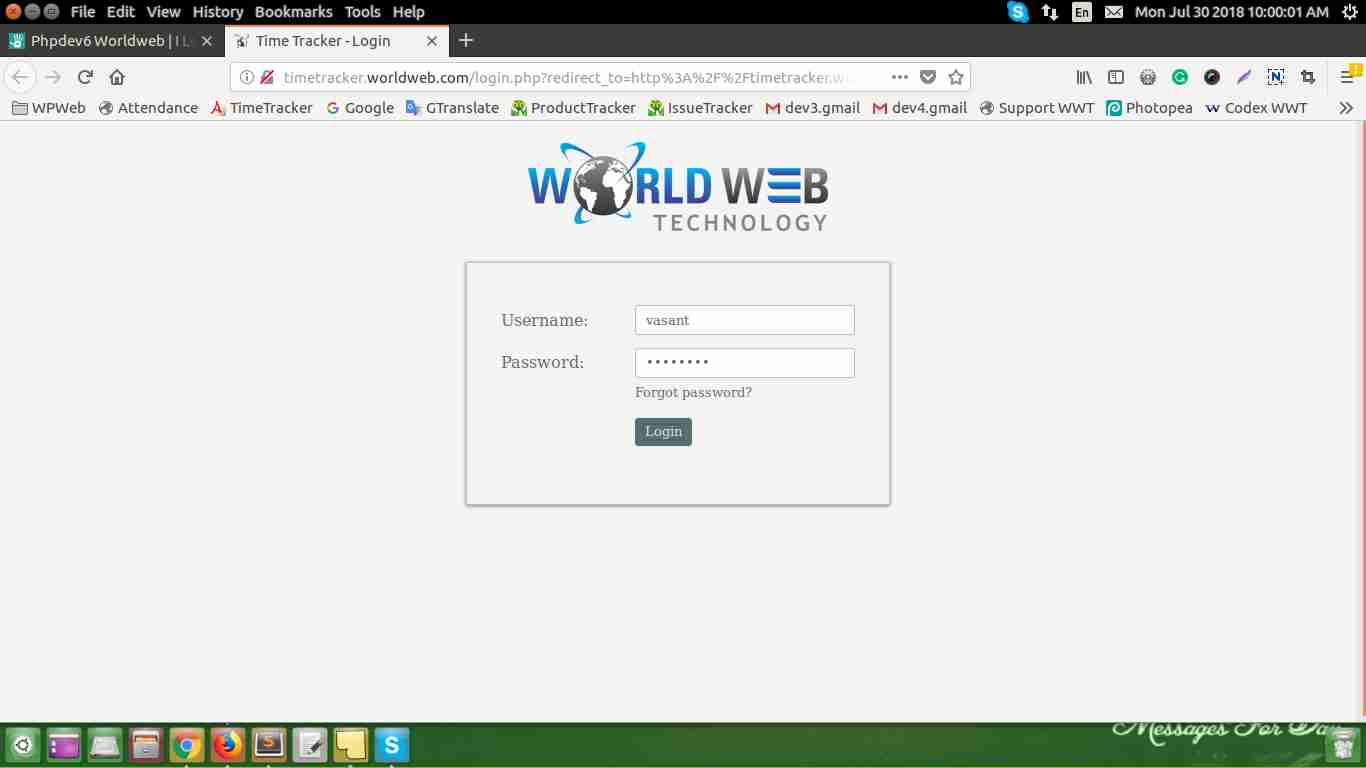 File Edit View History Bookmarks Tools Help En Mon Jul 30 2018 10:00:01 AM
Phpdev6 Worldweb | I L Time Tracker - Login
timetracker.worldweb.com/login.php?redirect_to=http%3A%2F%2Ftimetracker.w
WPWeb Attendance TimeTracker Google GTranslate ProductTracker IssueTracker dev3.gmail dev4.gmail Support WWT Photopea Codex WWT
WORLD WEB
TECHNOLOGY
Username: vasant
Password: ••••••••
Forgot password?
Login
Messages For Day